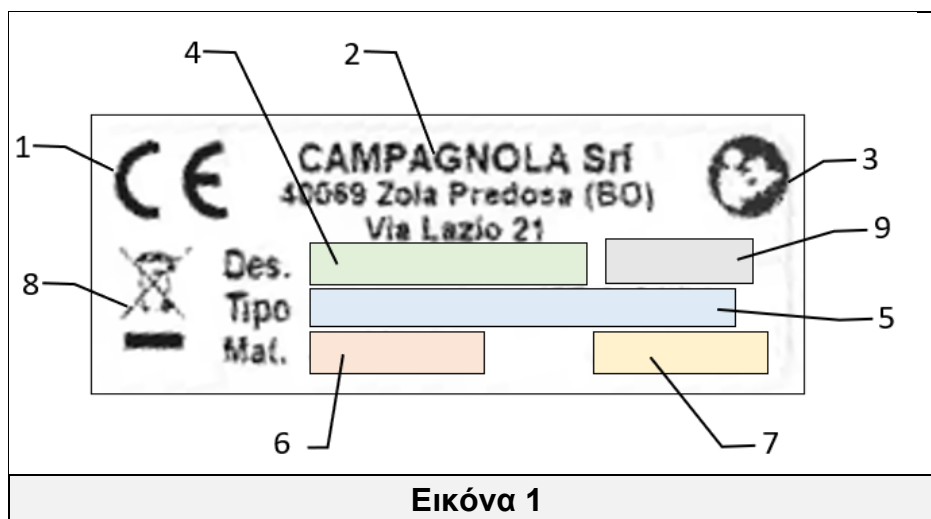 4 2
1 CE CAMPAGNOLA Srl 3
40069 Zola Predosa (BO)
Via Lazio 21
9
8 Des.
Tipo 5
Mat.
6 7
Εικόνα 1